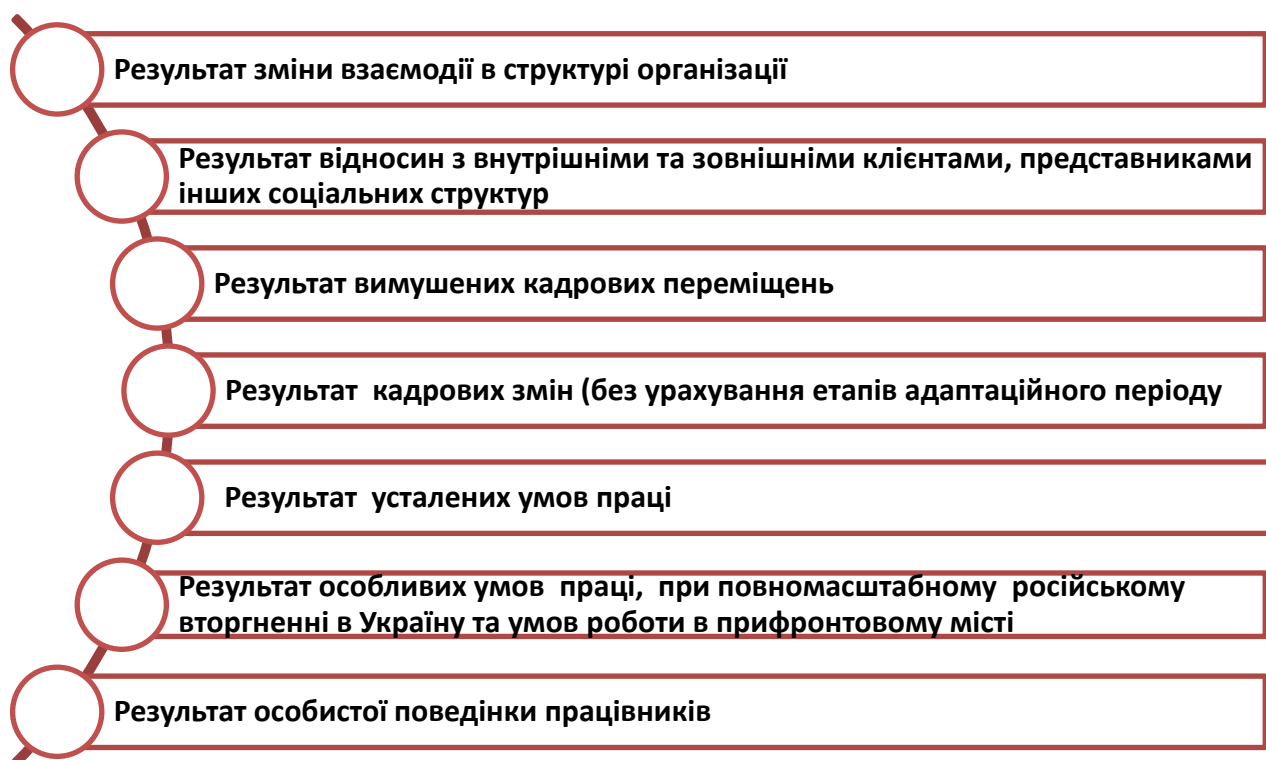 Результат зміни взаємодії в структурі організації
Результат відносин з внутрішніми та зовнішніми клієнтами, представниками
інших соціальних структур
Результат вимушених кадрових переміщень
Результат кадрових змін (без урахування етапів адаптаційного періоду
Результат усталених умов праці
Результат особливих умов праці, при повномасштабному російському
вторгненні в Україну та умов роботи в прифронтовому місті
Результат особистої поведінки працівників